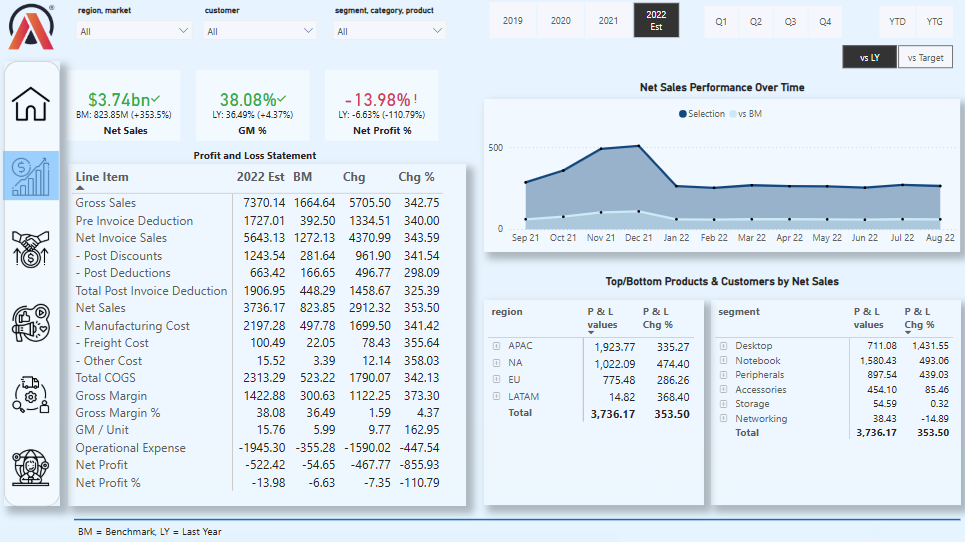 region, market
customer
segment, category, product
All
All
All
2019
2020
2021
2022 Est
Q1
Q2
Q3
Q4
YTD
YTG
vs LY
vs Target
$3.74bn
BM: 823.85M (+353.5%)
Net Sales
38.08%
LY: 36.49% (+4.37%)
GM %
-13.98% !
LY: -6.63% (-110.79%)
Net Profit %
Net Sales Performance Over Time
Selection vs BM
500
0
Sep 21 Oct 21 Nov 21 Dec 21 Jan 22 Feb 22 Mar 22 Apr 22 May 22 Jun 22 Jul 22 Aug 22
Profit and Loss Statement
Line Item 2022 Est BM Chg Chg %
Gross Sales 7370.14 1664.64 5705.50 342.75
Pre Invoice Deduction 1727.01 392.50 1334.51 340.00
Net Invoice Sales 5643.13 1272.13 4370.99 343.59
- Post Discounts 1243.54 281.64 961.90 341.54
- Post Deductions 663.42 166.65 496.77 298.09
Total Post Invoice Deduction 1906.95 448.29 1458.67 325.39
Net Sales 3736.17 823.85 2912.32 353.50
- Manufacturing Cost 2197.28 497.78 1699.50 341.42
- Freight Cost 100.49 22.05 78.43 355.64
- Other Cost 15.52 3.39 12.14 358.03
Total COGS 2313.29 523.22 1790.07 342.13
Gross Margin 1422.88 300.63 1122.25 373.30
Gross Margin % 38.08 36.49 1.59 4.37
GM / Unit 15.76 5.99 9.77 162.95
Operational Expense -1945.30 -355.28 -1590.02 -447.54
Net Profit -522.42 -54.65 -467.77 -855.93
Net Profit % -13.98 -6.63 -7.35 -110.79
Top/Bottom Products & Customers by Net Sales
region P & L values P & L Chg %
APAC 1,923.77 335.27
NA 1,022.09 474.40
EU 775.48 286.26
LATAM 14.82 368.40
Total 3,736.17 353.50
segment P & L values P & L Chg %
Desktop 711.08 1,431.55
Notebook 1,580.43 493.06
Peripherals 897.54 439.03
Accessories 454.10 85.46
Storage 54.59 0.32
Networking 38.43 -14.89
Total 3,736.17 353.50
BM = Benchmark, LY = Last Year